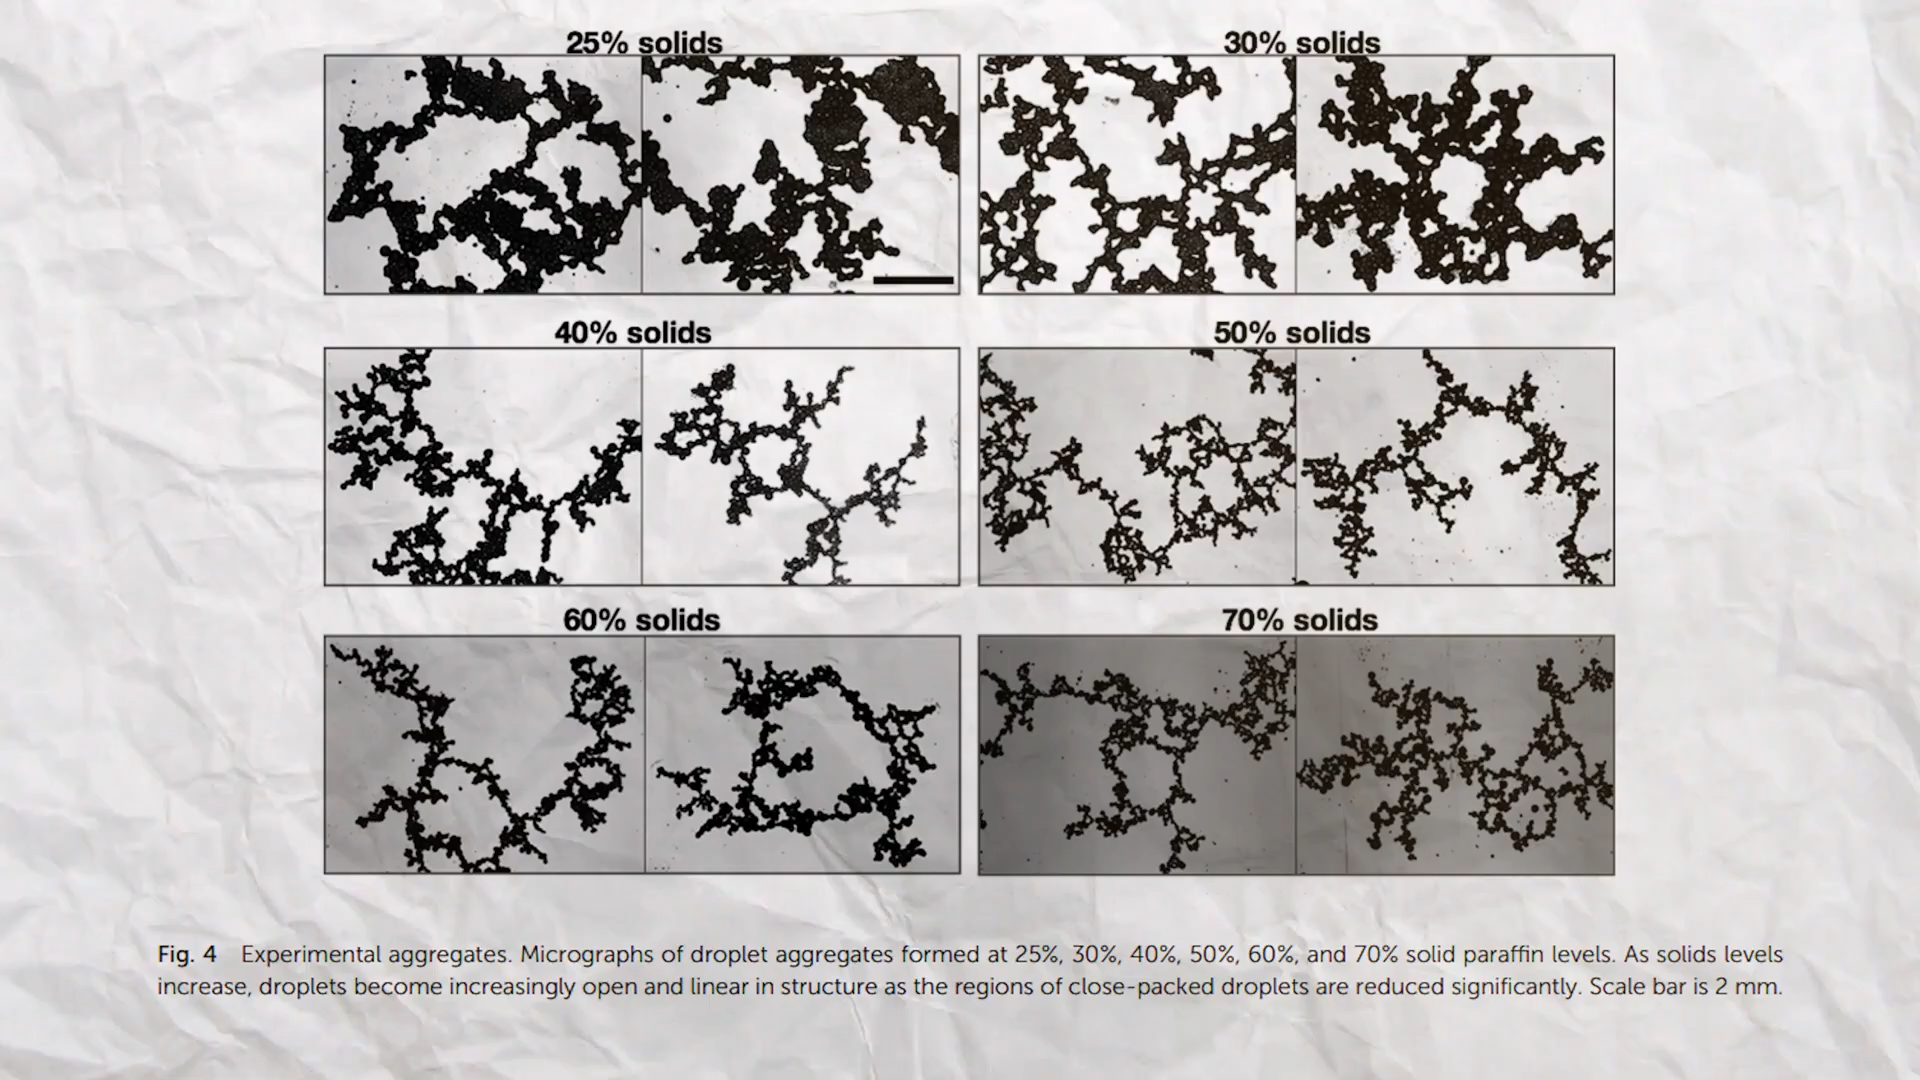 25% solids
30% solids
40% solids
50% solids
60% solids
70% solids
Fig. 4 Experimental aggregates. Micrographs of droplet aggregates formed at 25%, 30%, 40%, 50%, 60%, and 70% solid paraffin levels. As solids levels
increase, droplets become increasingly open and linear in structure as the regions of close-packed droplets are reduced significantly. Scale bar is 2 mm.